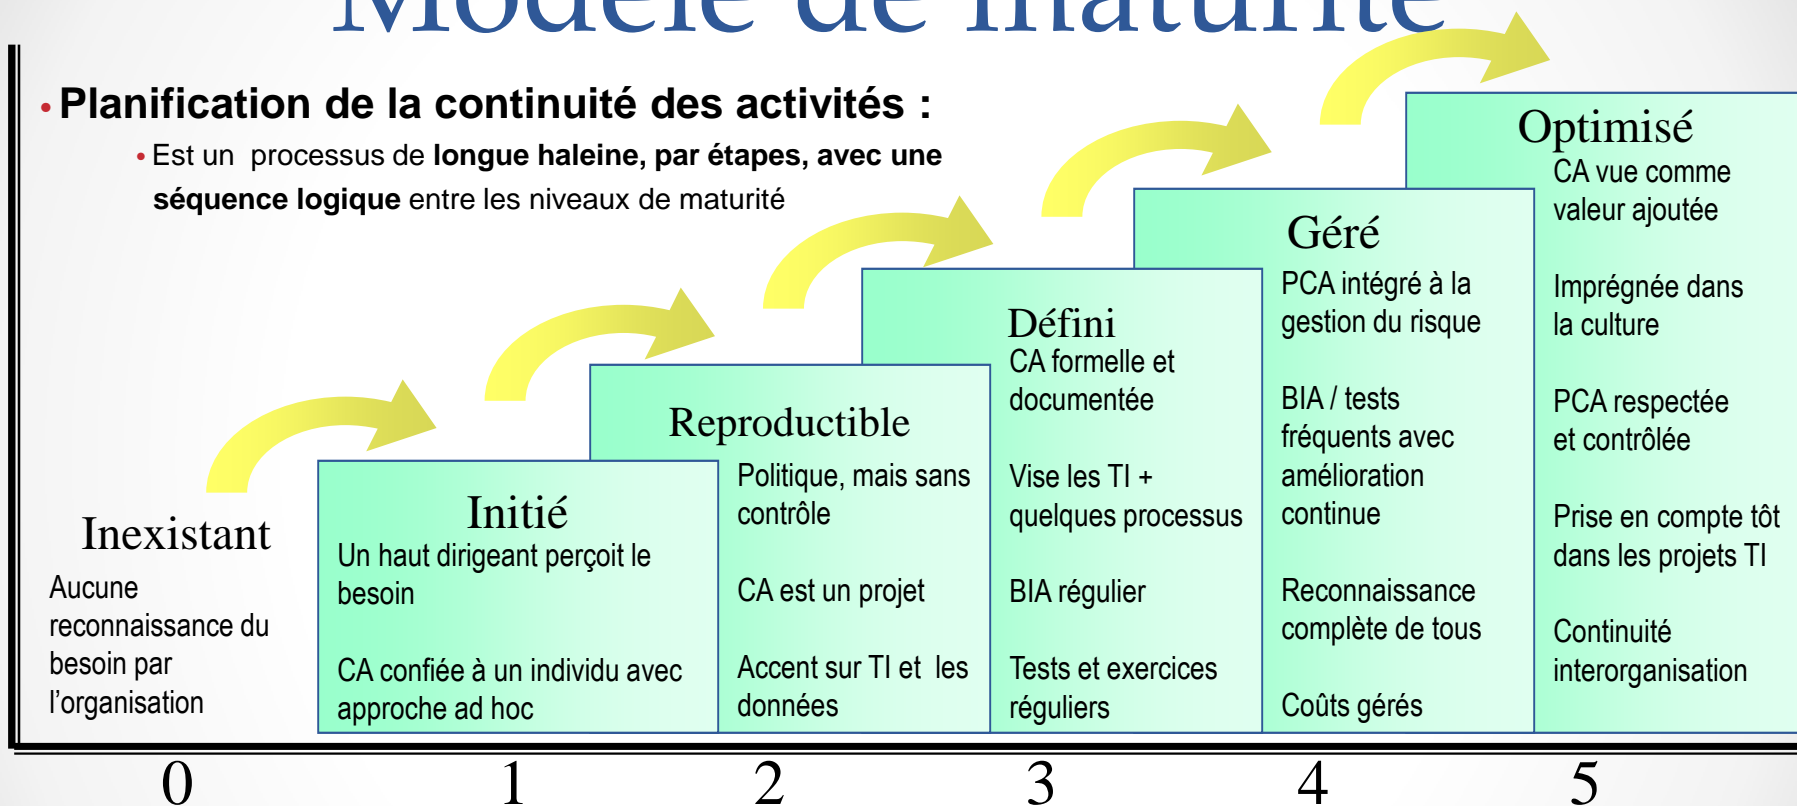 Modèle de maturité
• Planification de la continuité des activités :
• Est un processus de longue haleine, par étapes, avec une
séquence logique entre les niveaux de maturité
Inexistant
Aucune
reconnaissance du
besoin par
l'organisation
Initié
Un haut dirigeant perçoit le
besoin
CA confiée à un individu avec
approche ad hoc
Reproductible
Politique, mais sans
contrôle
CA est un projet
Accent sur TI et les
données
Défini
CA formelle et
documentée
Vise les TI +
quelques processus
BIA régulier
Tests et exercices
réguliers
Géré
PCA intégré à la
gestion du risque
BIA / tests
fréquents avec
amélioration
continue
Reconnaissance
complète de tous
Coûts gérés
Optimisé
CA vue comme
valeur ajoutée
Imprégnée dans
la culture
PCA respectée
et contrôlée
Prise en compte tôt
dans les projets TI
Continuité
interorganisation
0
1
2
3
4
5